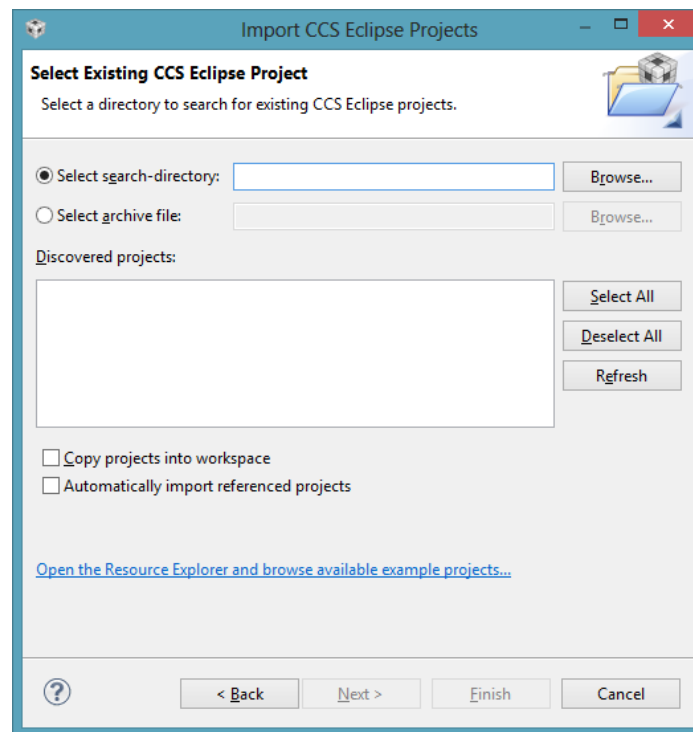 Import CCS Eclipse Projects
Select Existing CCS Eclipse Project
Select a directory to search for existing CCS Eclipse projects.
Select search-directory:
Browse...
Select archive file:
Browse...
Discovered projects:
Select All
Deselect All
Refresh
Copy projects into workspace
Automatically import referenced projects
Open the Resource Explorer and browse available example projects...
?
< Back
Next >
Finish
Cancel